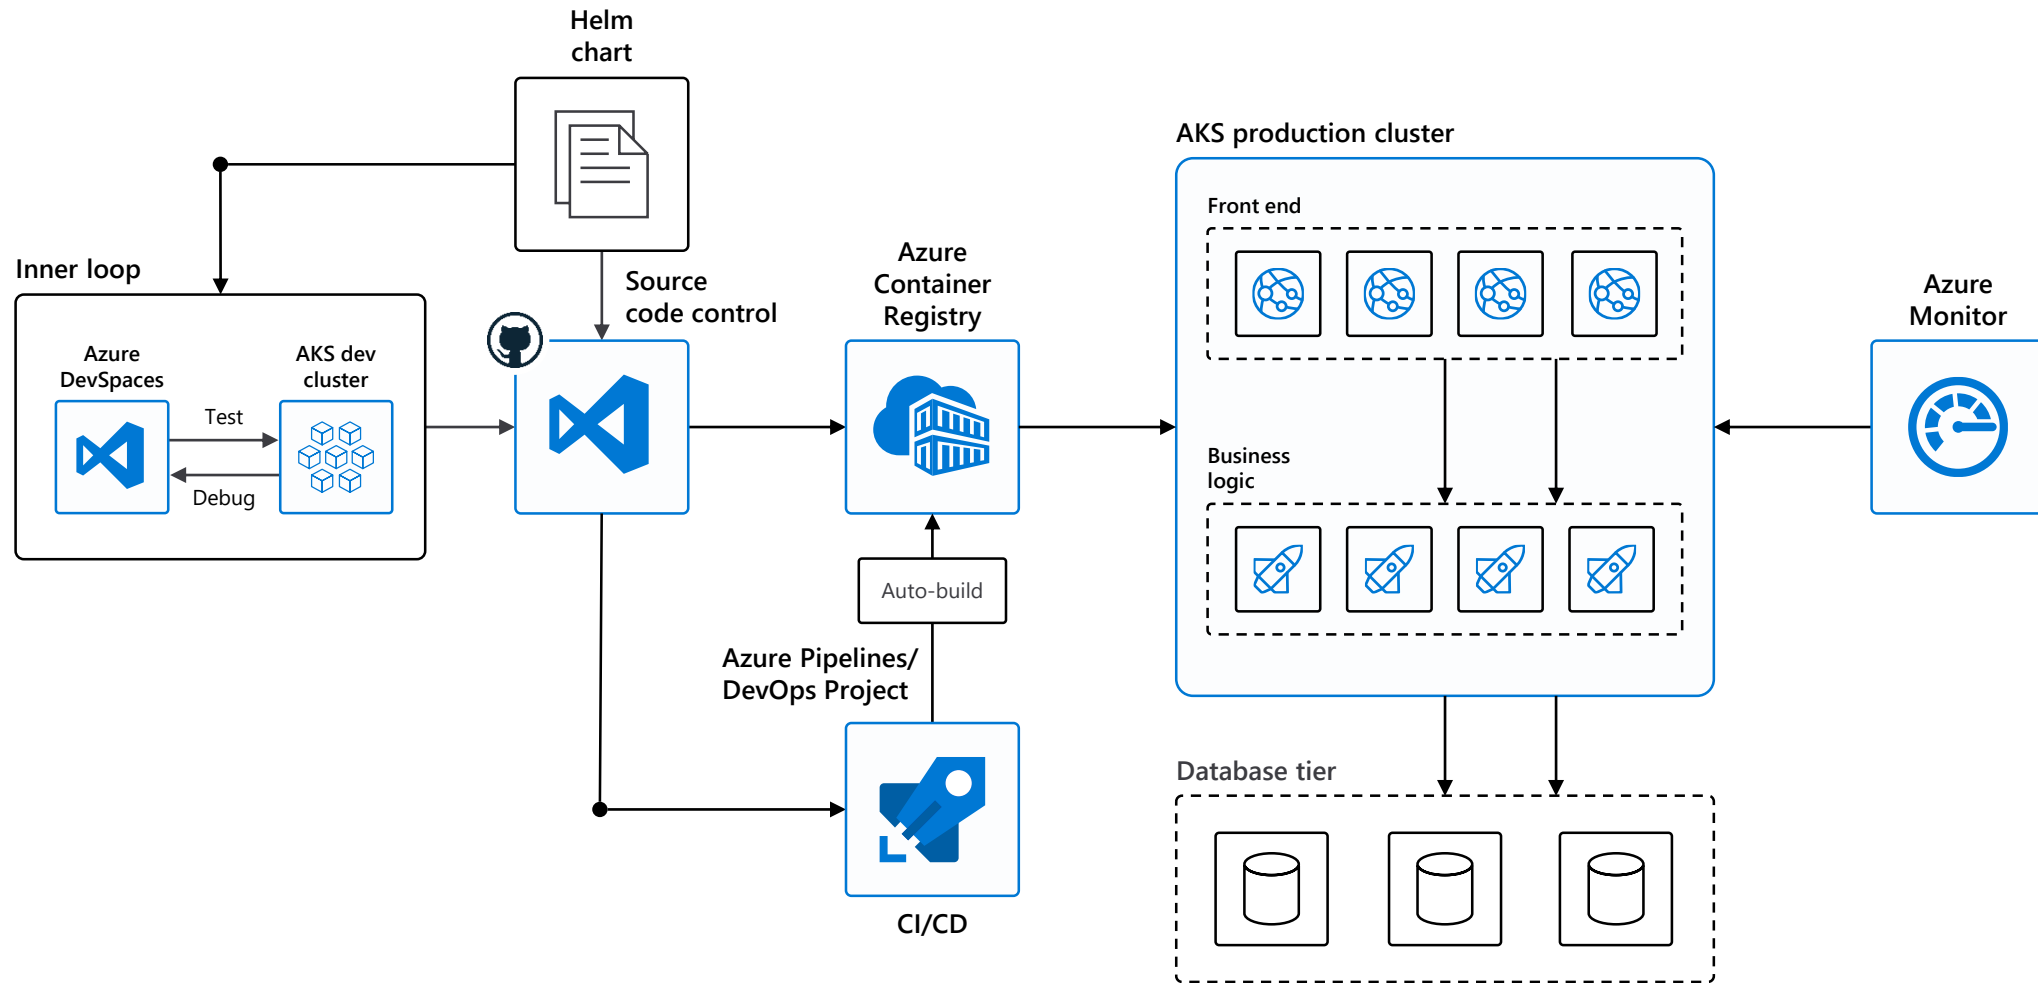 Helm
chart
AKS production cluster
Front end
Inner loop
Source
code control
Azure
Container
Registry
Azure
Monitor
Azure
DevSpaces
AKS dev
cluster
Test
Debug
Business
logic
Auto-build
Azure Pipelines/
DevOps Project
Database tier
CI/CD